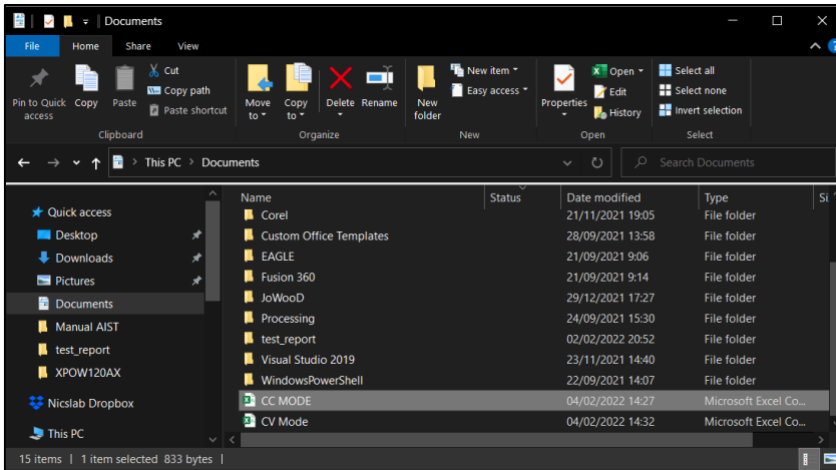 Documents
File Home Share View
Pin to Quick access
Copy
Paste
Cut
Copy path
Paste shortcut
Clipboard
Move to
Copy to
Delete
Rename
Organize
New folder
New item
Easy access
New
Properties
Open
Edit
History
Open
Select all
Select none
Invert selection
Select
This PC > Documents
Search Documents
Quick access
Desktop
Downloads
Pictures
Documents
Manual AIST
test_report
XPOW120AX
Nicslab Dropbox
This PC
Name Status Date modified Type Si
Corel 21/11/2021 19:05 File folder
Custom Office Templates 28/09/2021 13:58 File folder
EAGLE 21/09/2021 9:06 File folder
Fusion 360 21/09/2021 9:14 File folder
JoWooD 29/12/2021 17:27 File folder
Processing 24/09/2021 15:30 File folder
test_report 02/02/2022 20:52 File folder
Visual Studio 2019 23/11/2021 14:40 File folder
WindowsPowerShell 22/09/2021 14:07 File folder
CC MODE 04/02/2022 14:27 Microsoft Excel Co...
CV Mode 04/02/2022 14:32 Microsoft Excel Co...
15 items | 1 item selected 833 bytes |